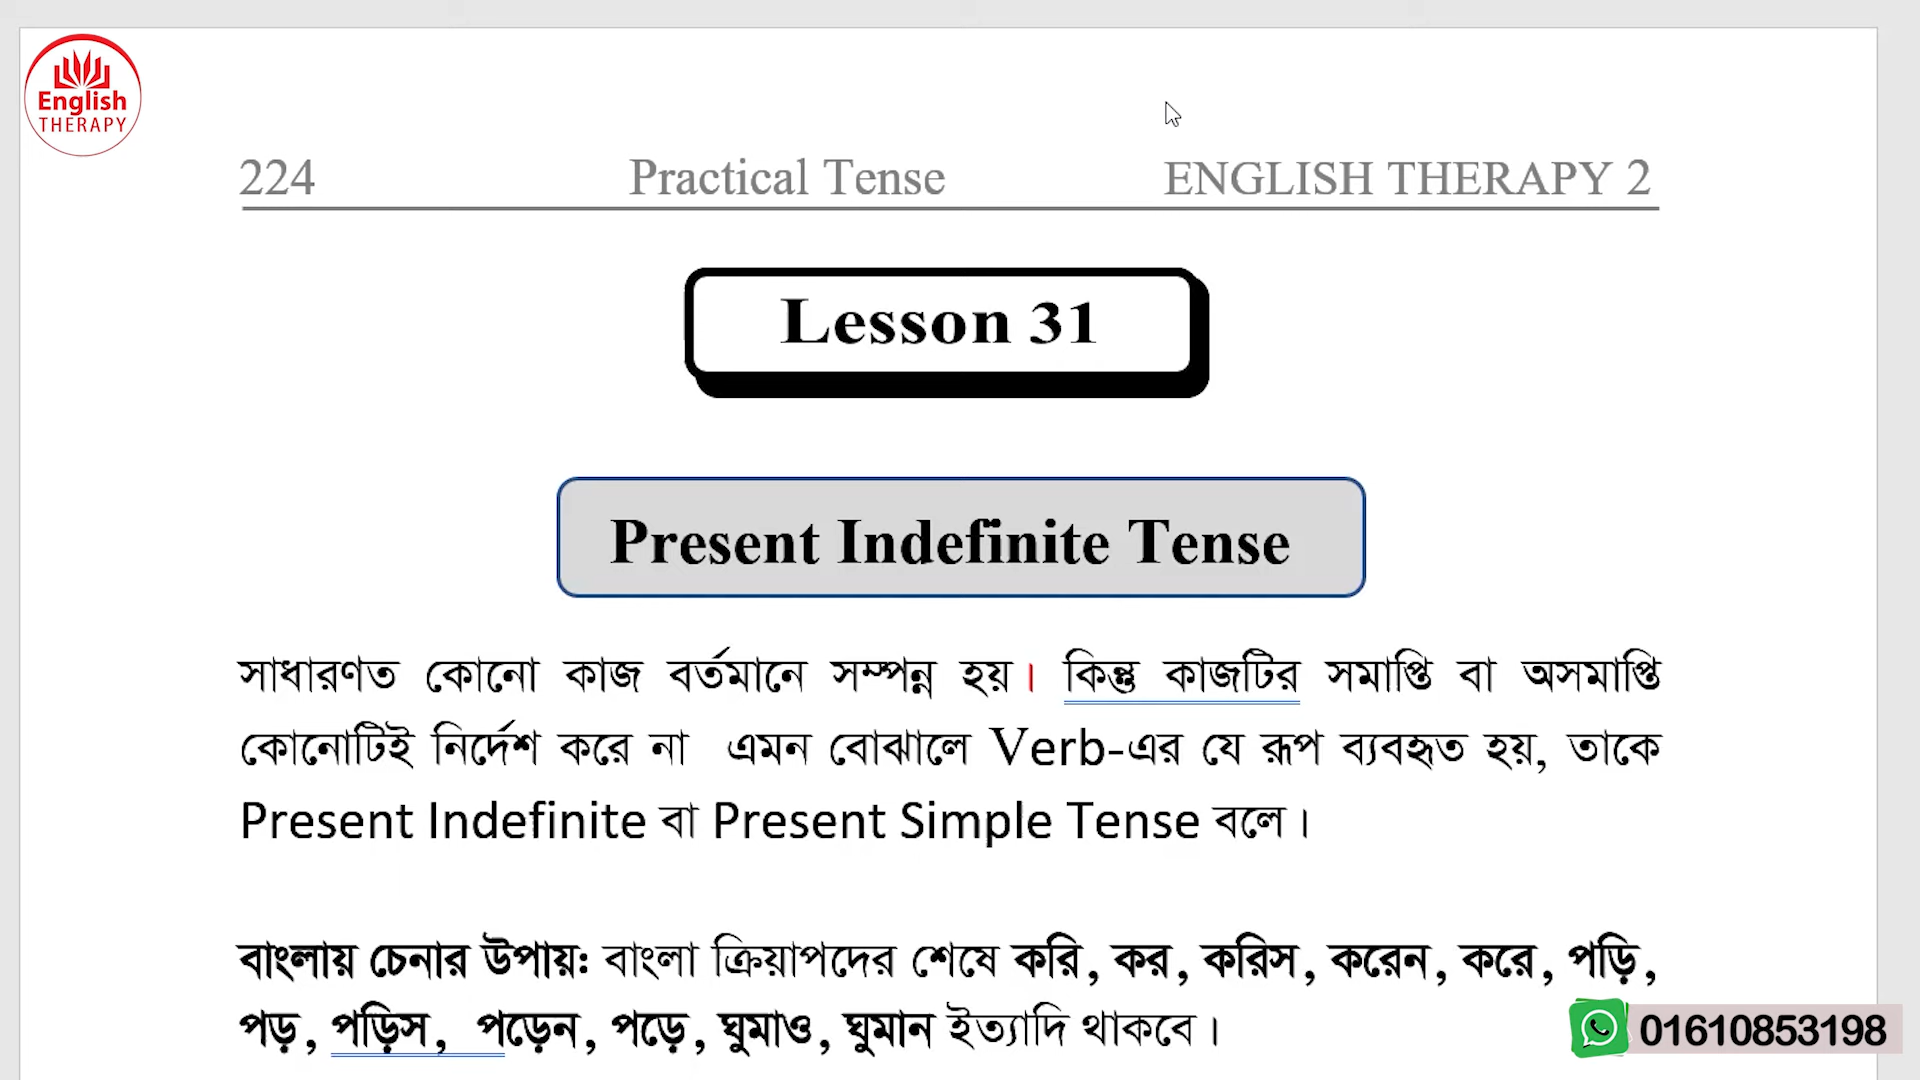 English
THERAPY
224 Practical Tense ENGLISH THERAPY 2
Lesson 31
Present Indefinite Tense
সাধারণত কোনো কাজ বর্তমানে সম্পন্ন হয়। কিন্তু কাজটির সমাপ্তি বা অসমাপ্তি
কোনোটিই নির্দেশ করে না এমন বোঝালে Verb-এর যে রূপ ব্যবহৃত হয়, তাকে
Present Indefinite বা Present Simple Tense বলে।
বাংলায় চেনার উপায়: বাংলা ক্রিয়াপদের শেষে করি, কর, করিস, করেন, করে, পড়ি,
পড়, পড়িস, পড়েন, পড়ে, ঘুমাও, ঘুমান ইত্যাদি থাকবে।
01610853198